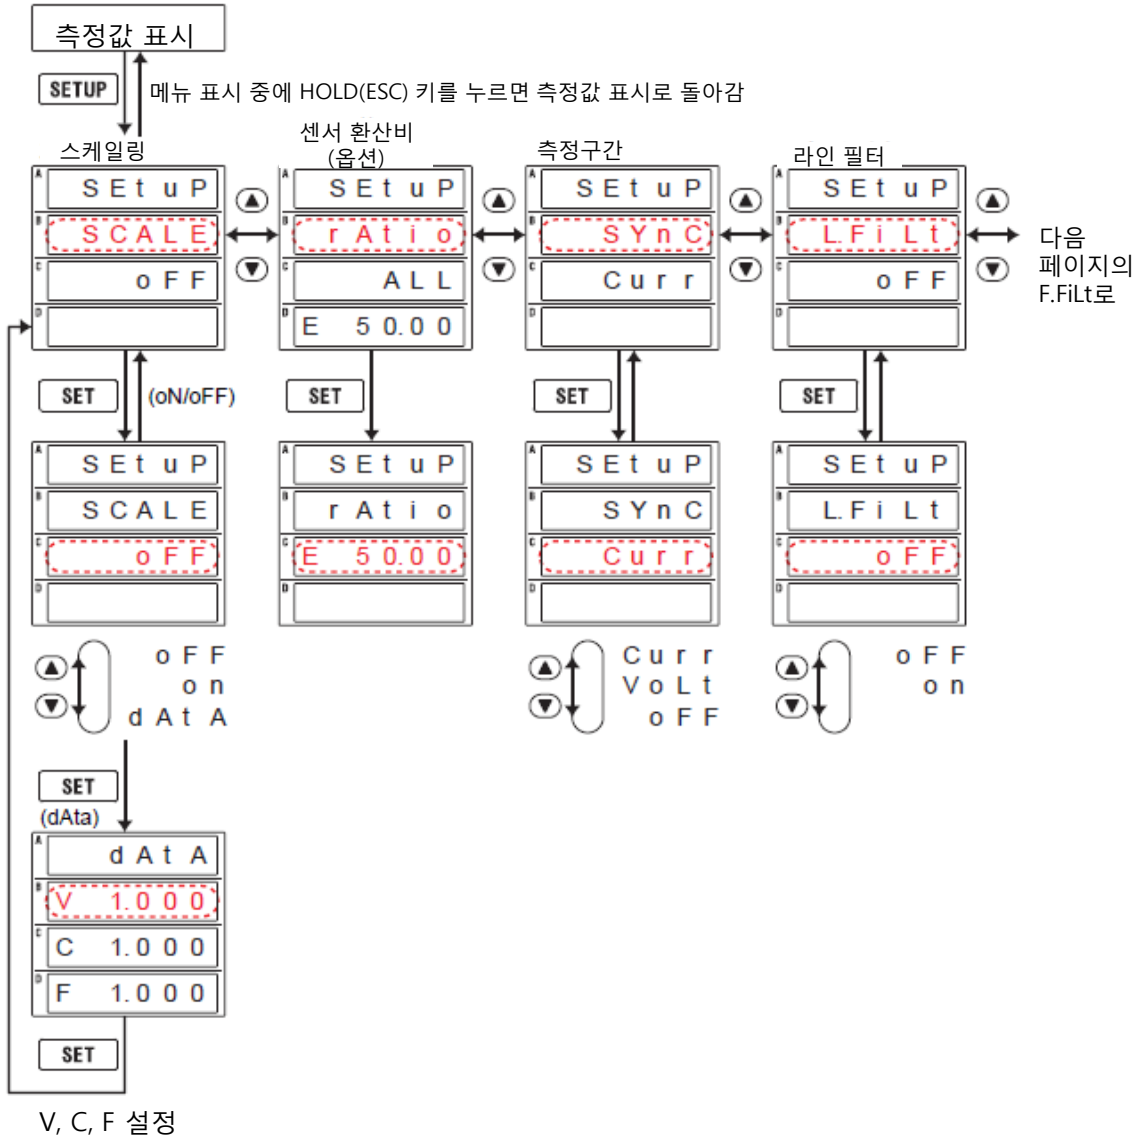 측정값 표시
SETUP
메뉴 표시 중에 HOLD(ESC) 키를 누르면 측정값 표시로 돌아감
스케일링
A SEtuP
B SCALE
C oFF
D
센서 환산비
(옵션)
A SEtuP
B rAtio
C ALL
D E 50.00
측정구간
A SEtuP
B SYnC
C Curr
D
라인 필터
A SEtuP
B L.FiLt
C oFF
D
다음
페이지의
F.FiLt로
SET
(oN/oFF)
SET
SET
SET
A SEtuP
B SCALE
C oFF
D
A SEtuP
B rAtio
C E 50.00
D
A SEtuP
B SYnC
C Curr
D
A SEtuP
B L.FiLt
C oFF
D
oFF
on
dAtA
Curr
VoLt
oFF
oFF
on
SET
(dAta)
A dAtA
B V 1.000
C C 1.000
D F 1.000
SET
V, C, F 설정